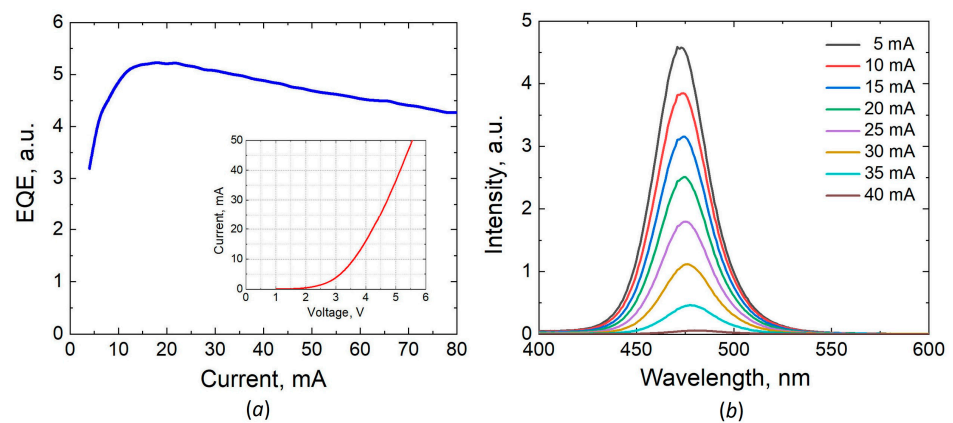 6
5
4
3
2
1
0
EQE, a.u.
0 10 20 30 40 50 60 70 80
Current, mA
50
40
30
20
10
0
Current, mA
0 1 2 3 4 5 6
Voltage, V
(a)
5
4
3
2
1
0
Intensity, a.u.
5 mA
10 mA
15 mA
20 mA
25 mA
30 mA
35 mA
40 mA
400 450 500 550 600
Wavelength, nm
(b)